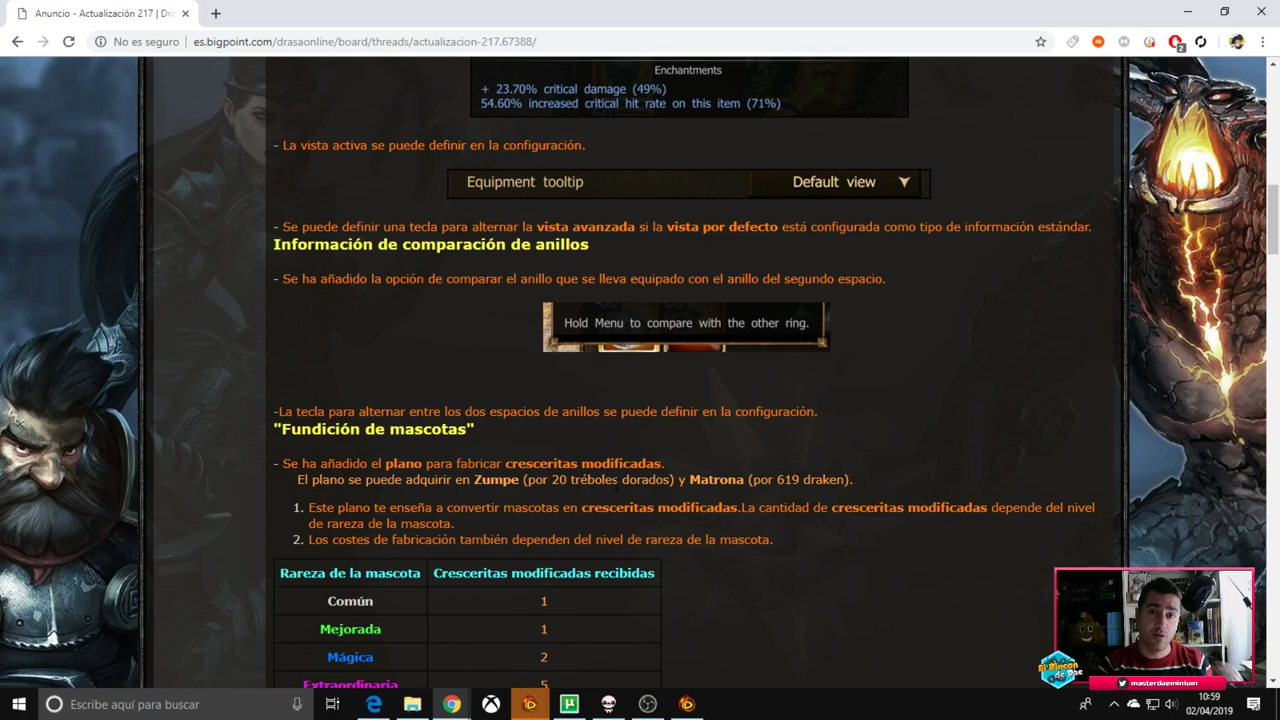 Anuncio - Actualización 217 | Dra
No es seguro
es.bigpoint.com/drasaonline/board/threads/actualizacion-217.67388/
2
Enchantments
+ 23.70% critical damage (49%)
54.60% increased critical hit rate on this item (71%)
- La vista activa se puede definir en la configuración.
Equipment tooltip
Default view
- Se puede definir una tecla para alternar la vista avanzada si la vista por defecto está configurada como tipo de información estándar.
Información de comparación de anillos
- Se ha añadido la opción de comparar el anillo que se lleva equipado con el anillo del segundo espacio.
Hold Menu to compare with the other ring.
-La tecla para alternar entre los dos espacios de anillos se puede definir en la configuración.
"Fundición de mascotas"
- Se ha añadido el plano para fabricar cresceritas modificadas.
El plano se puede adquirir en Zumpe (por 20 tréboles dorados) y Matrona (por 619 draken).
1. Este plano te enseña a convertir mascotas en cresceritas modificadas.La cantidad de cresceritas modificadas depende del nivel
de rareza de la mascota.
2. Los costes de fabricación también dependen del nivel de rareza de la mascota.
Rareza de la mascota Cresceritas modificadas recibidas
Común 1
Mejorada 1
Mágica 2
Extraordinaria 5
El Rincon
de Dae
masterdaeminium
Escribe aquí para buscar
10:59
02/04/2019